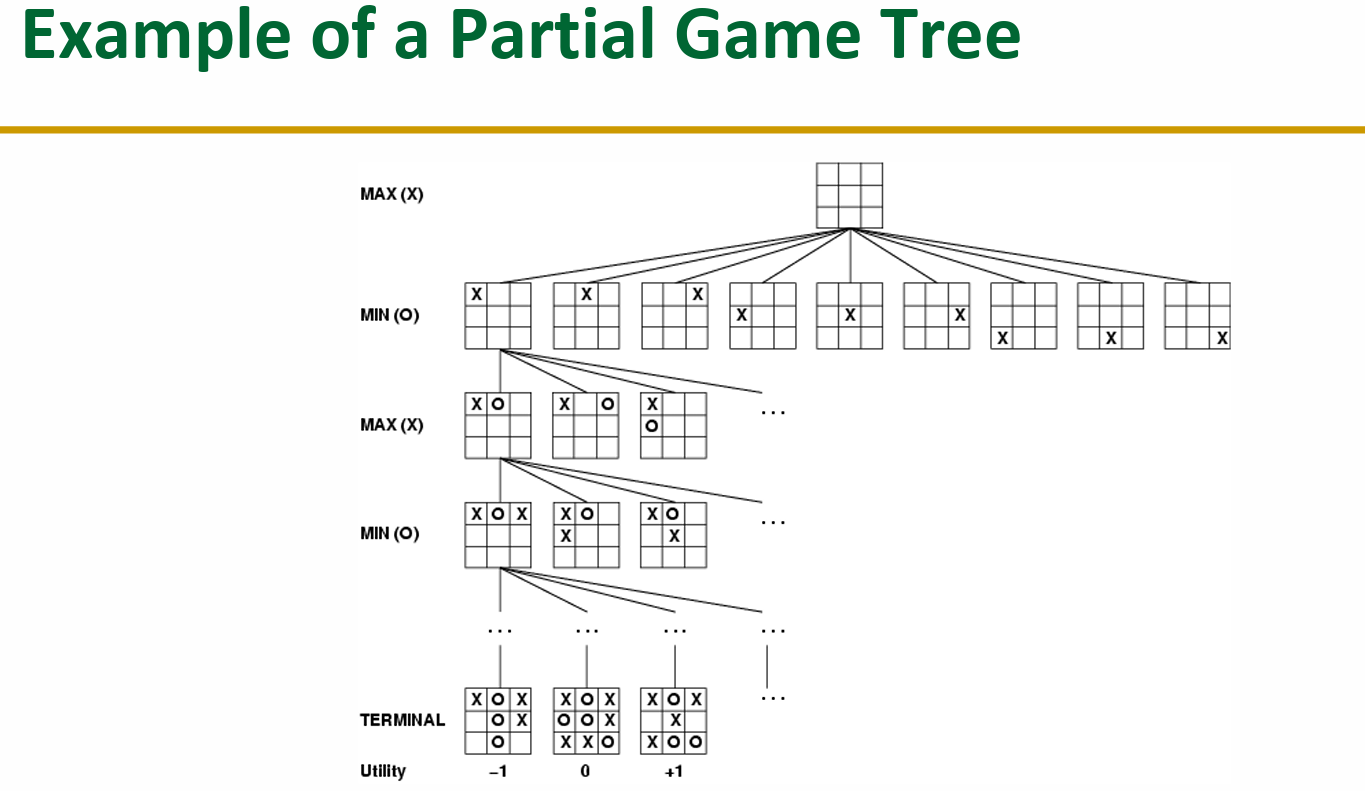 Example of a Partial Game Tree
MAX (X)
MIN (O)
X X X X X X X X X
MAX (X)
X O X O X
O
...
MIN (O)
X O X X O X O
X X
...
... ... ... ...
TERMINAL
X O X X O X X O X
O X O O X X
O X X O X O O
...
Utility −1 0 +1